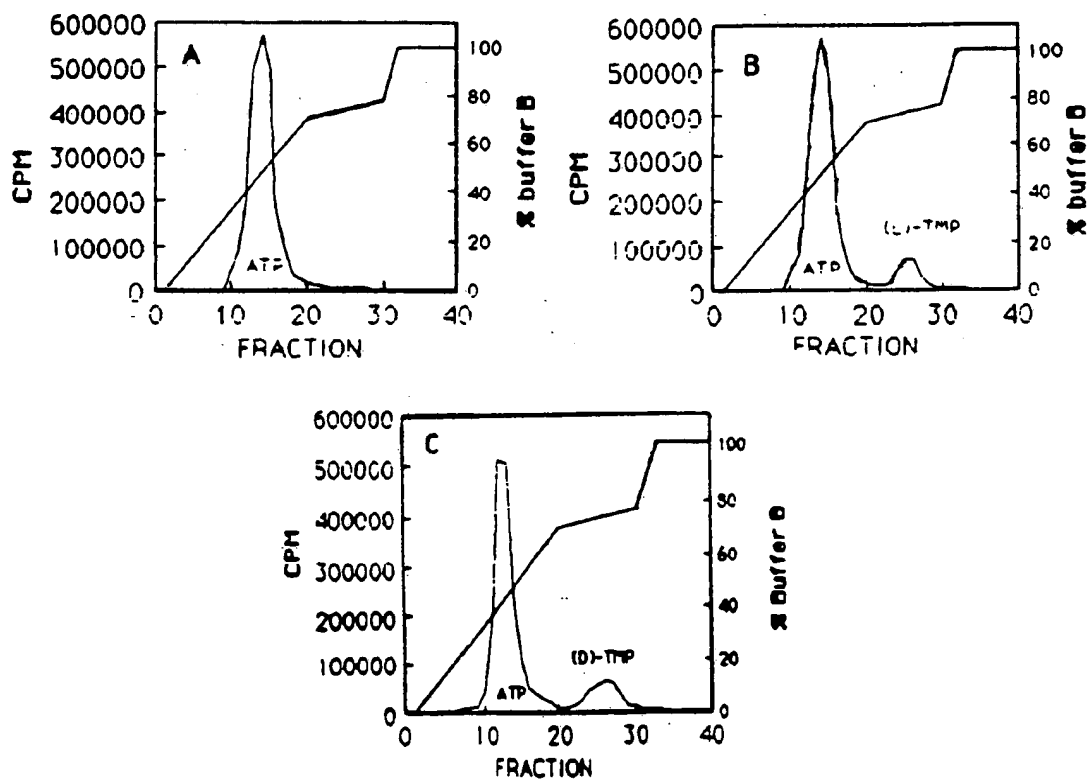 A
600000
500000
400000
300000
200000
100000
0
CPM
100
80
60
40
20
0
% buffer B
ATP
0 10 20 30 40
FRACTION
B
600000
500000
400000
300000
200000
100000
0
CPM
100
80
60
40
20
0
% buffer B
(L)-TMP
ATP
0 10 20 30 40
FRACTION
C
600000
500000
400000
300000
200000
100000
0
CPM
100
80
60
40
20
0
% Buffer B
(D)-TMP
ATP
0 10 20 30 40
FRACTION